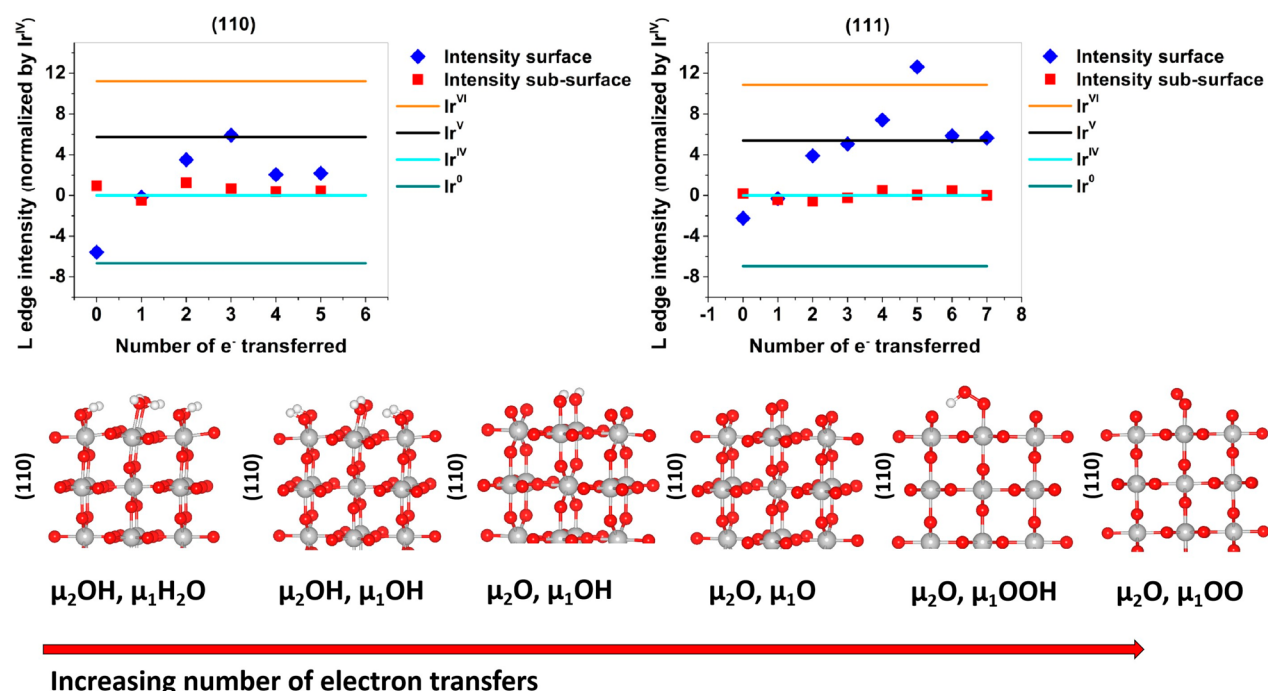 (110)
L edge intensity (normalized by Ir^IV)
12
8
4
0
-4
-8
0 1 2 3 4 5 6
Number of e⁻ transferred
Intensity surface
Intensity sub-surface
Ir^VI
Ir^V
Ir^IV
Ir^0
(111)
L edge intensity (normalized by Ir^IV)
12
8
4
0
-4
-8
-1 0 1 2 3 4 5 6 7 8
Number of e⁻ transferred
Intensity surface
Intensity sub-surface
Ir^VI
Ir^V
Ir^IV
Ir^0
(110) (110) (110) (110) (110) (110)
μ₂OH, μ₁H₂O μ₂OH, μ₁OH μ₂O, μ₁OH μ₂O, μ₁O μ₂O, μ₁OOH μ₂O, μ₁OO
Increasing number of electron transfers